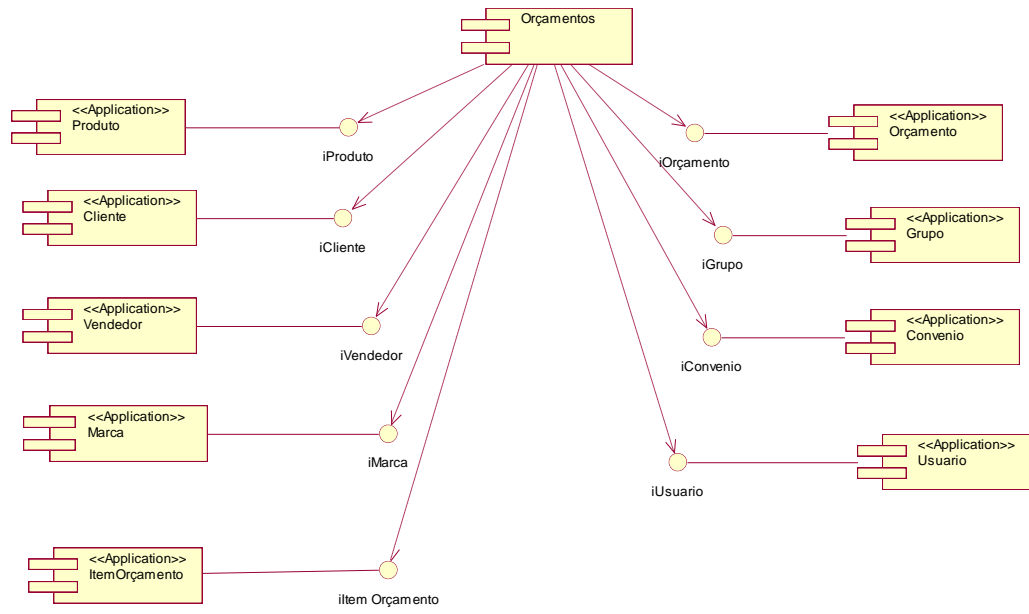 Orçamentos
<<Application>>
Produto
iProduto
<<Application>>
Orçamento
iOrçamento
<<Application>>
Cliente
iCliente
<<Application>>
Grupo
iGrupo
<<Application>>
Vendedor
iVendedor
<<Application>>
Convenio
iConvenio
<<Application>>
Marca
iMarca
<<Application>>
Usuario
iUsuario
<<Application>>
ItemOrçamento
iItem Orçamento